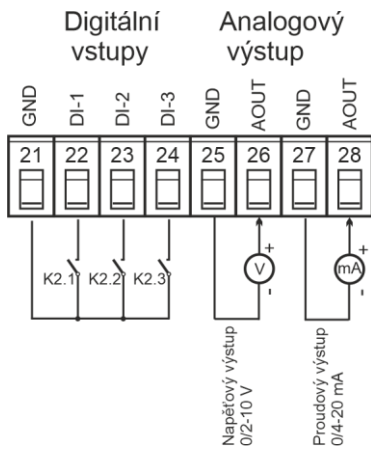 Digitální Analogový
vstupy výstup
GND DI-1 DI-2 DI-3 GND AOUT GND AOUT
21 22 23 24 25 26 27 28
K2.1 K2.2 K2.3
+ +
V mA
- -
Napěťový výstup
0/2-10 V
Proudový výstup
0/4-20 mA